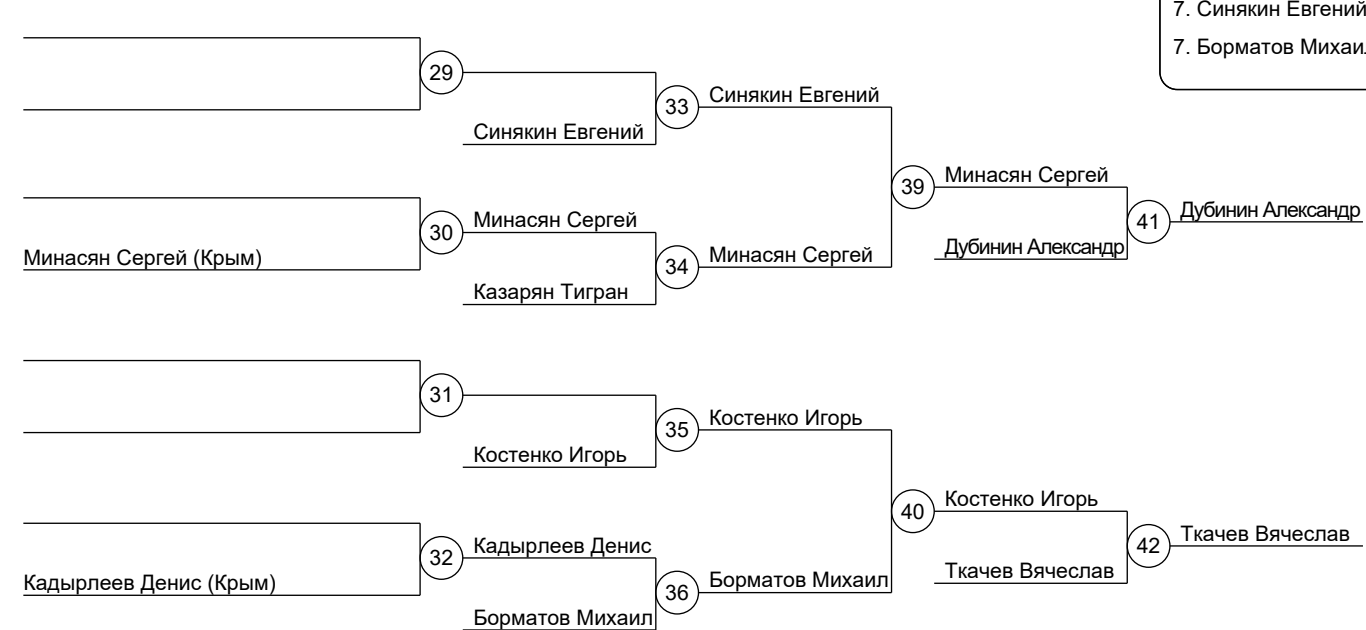 7. Синякин Евгений
7. Борматов Михаил
29
Синякин Евгений
33
Синякин Евгений
39
Минасян Сергей
41
Дубинин Александр
Дубинин Александр
30
Минасян Сергей
Минасян Сергей (Крым)
34
Минасян Сергей
Казарян Тигран
31
35
Костенко Игорь
Костенко Игорь
40
Костенко Игорь
42
Ткачев Вячеслав
Ткачев Вячеслав
32
Кадырлеев Денис
Кадырлеев Денис (Крым)
36
Борматов Михаил
Борматов Михаил